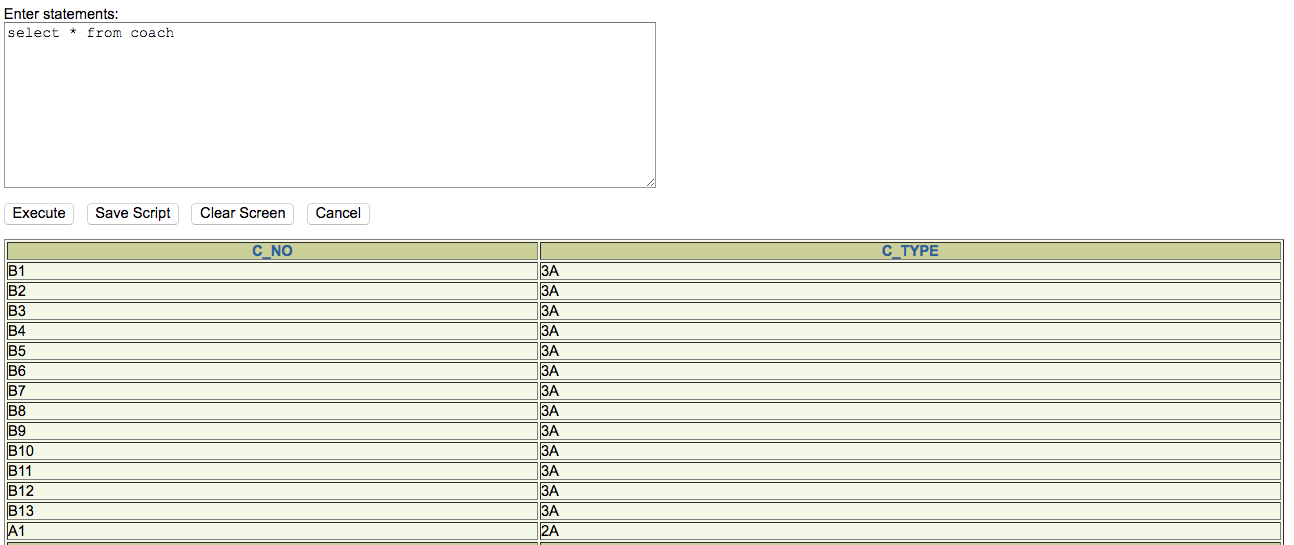 Enter statements:
select * from coach
Execute Save Script Clear Screen Cancel
C_NO C_TYPE
B1 3A
B2 3A
B3 3A
B4 3A
B5 3A
B6 3A
B7 3A
B8 3A
B9 3A
B10 3A
B11 3A
B12 3A
B13 3A
A1 2A